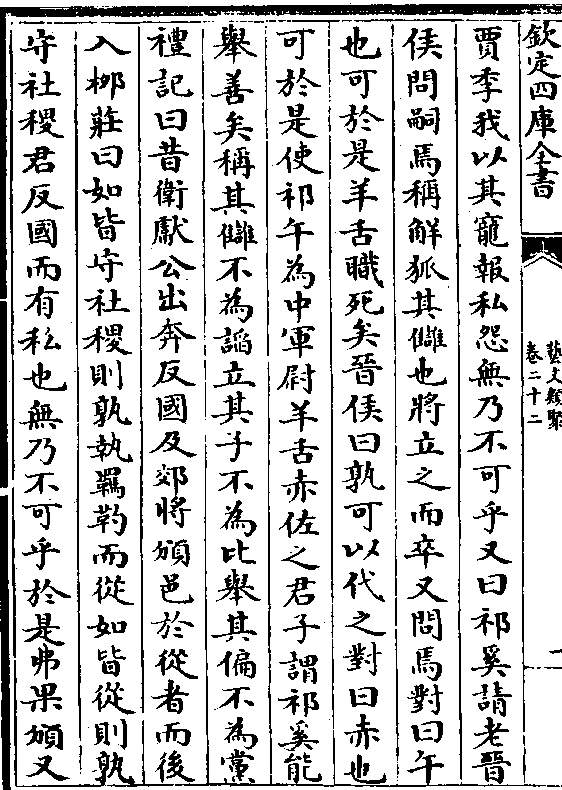 欽定四庫全書
藝文類聚
卷二十二
一
賈季我以其寵報私怨無乃不可乎又曰祁奚請老晉
侯問嗣焉稱解狐其讎也將立之而卒又問焉對曰午
也可於是羊舌職死矣晉侯曰孰可以代之對曰赤也
可於是使祁午為中軍尉羊舌赤佐之君子謂祁奚能
舉善矣稱其讎不為謟立其子不為比舉其偏不為黨
禮記曰昔衛獻公出奔反國及郊將頒邑於從者而後
入栁莊曰如皆守社稷則孰執羈靮而從如皆從則孰
守社稷君反國而有私也無乃不可乎於是弗果頒又